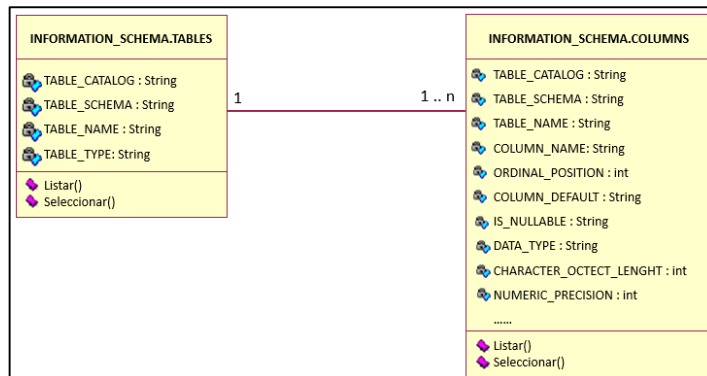 INFORMATION_SCHEMA.TABLES
TABLE_CATALOG : String
TABLE_SCHEMA : String
TABLE_NAME : String
TABLE_TYPE: String
Listar()
Seleccionar()
1
1 .. n
INFORMATION_SCHEMA.COLUMNS
TABLE_CATALOG : String
TABLE_SCHEMA : String
TABLE_NAME : String
COLUMN_NAME: String
ORDINAL_POSITION : int
COLUMN_DEFAULT : String
IS_NULLABLE : String
DATA_TYPE : String
CHARACTER_OCTECT_LENGHT : int
NUMERIC_PRECISION : int
......
Listar()
Seleccionar()